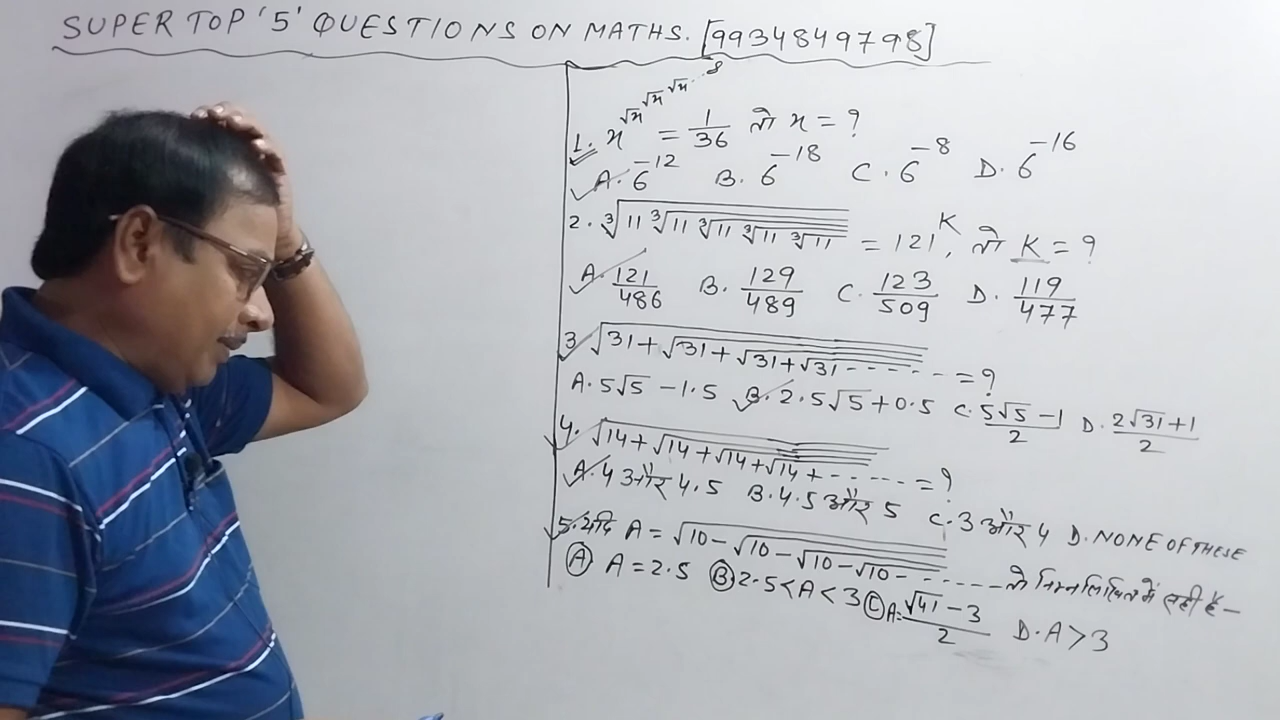 SUPER TOP '5' QUESTIONS ON MATHS. [9934849798]
1. x^√x^√x^√x...∞ = 1/36 तो x = ?
A. 6^-12 B. 6^-18 C. 6^-8 D. 6^-16
2. ∛(11 ∛(11 ∛(11 ∛(11 ∛11)))) = 121^K, तो K = ?
A. 121/486 B. 129/489 C. 123/509 D. 119/477
3 √(31+√(31+√(31+√(31------- = ?
A. 5√5 -1.5 B. 2.5√5+0.5 C. (5√5-1)/2 D. (2√31+1)/2
4. √(14+√(14+√(14+√(14+------ = ?
A. 4 और 4.5 B. 4.5 और 5 C. 3 और 4 D. NONE OF THESE
5. यदि A = √(10-√(10-√(10-√(10------- तो निम्नलिखित में सही है-
(A) A=2.5 (B) 2.5<A<3 (C) A=(√41-3)/2 D. A>3